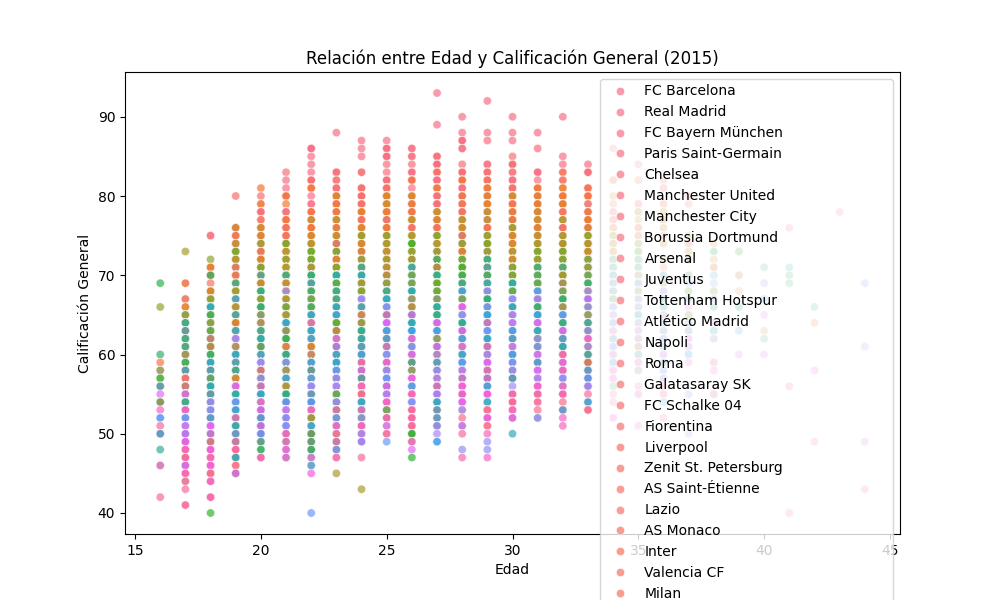 Relación entre Edad y Calificación General (2015)
Calificación General
90
80
70
60
50
40
15
20
25
30
35
40
45
Edad
FC Barcelona
Real Madrid
FC Bayern München
Paris Saint-Germain
Chelsea
Manchester United
Manchester City
Borussia Dortmund
Arsenal
Juventus
Tottenham Hotspur
Atlético Madrid
Napoli
Roma
Galatasaray SK
FC Schalke 04
Fiorentina
Liverpool
Zenit St. Petersburg
AS Saint-Étienne
Lazio
AS Monaco
Inter
Valencia CF
Milan